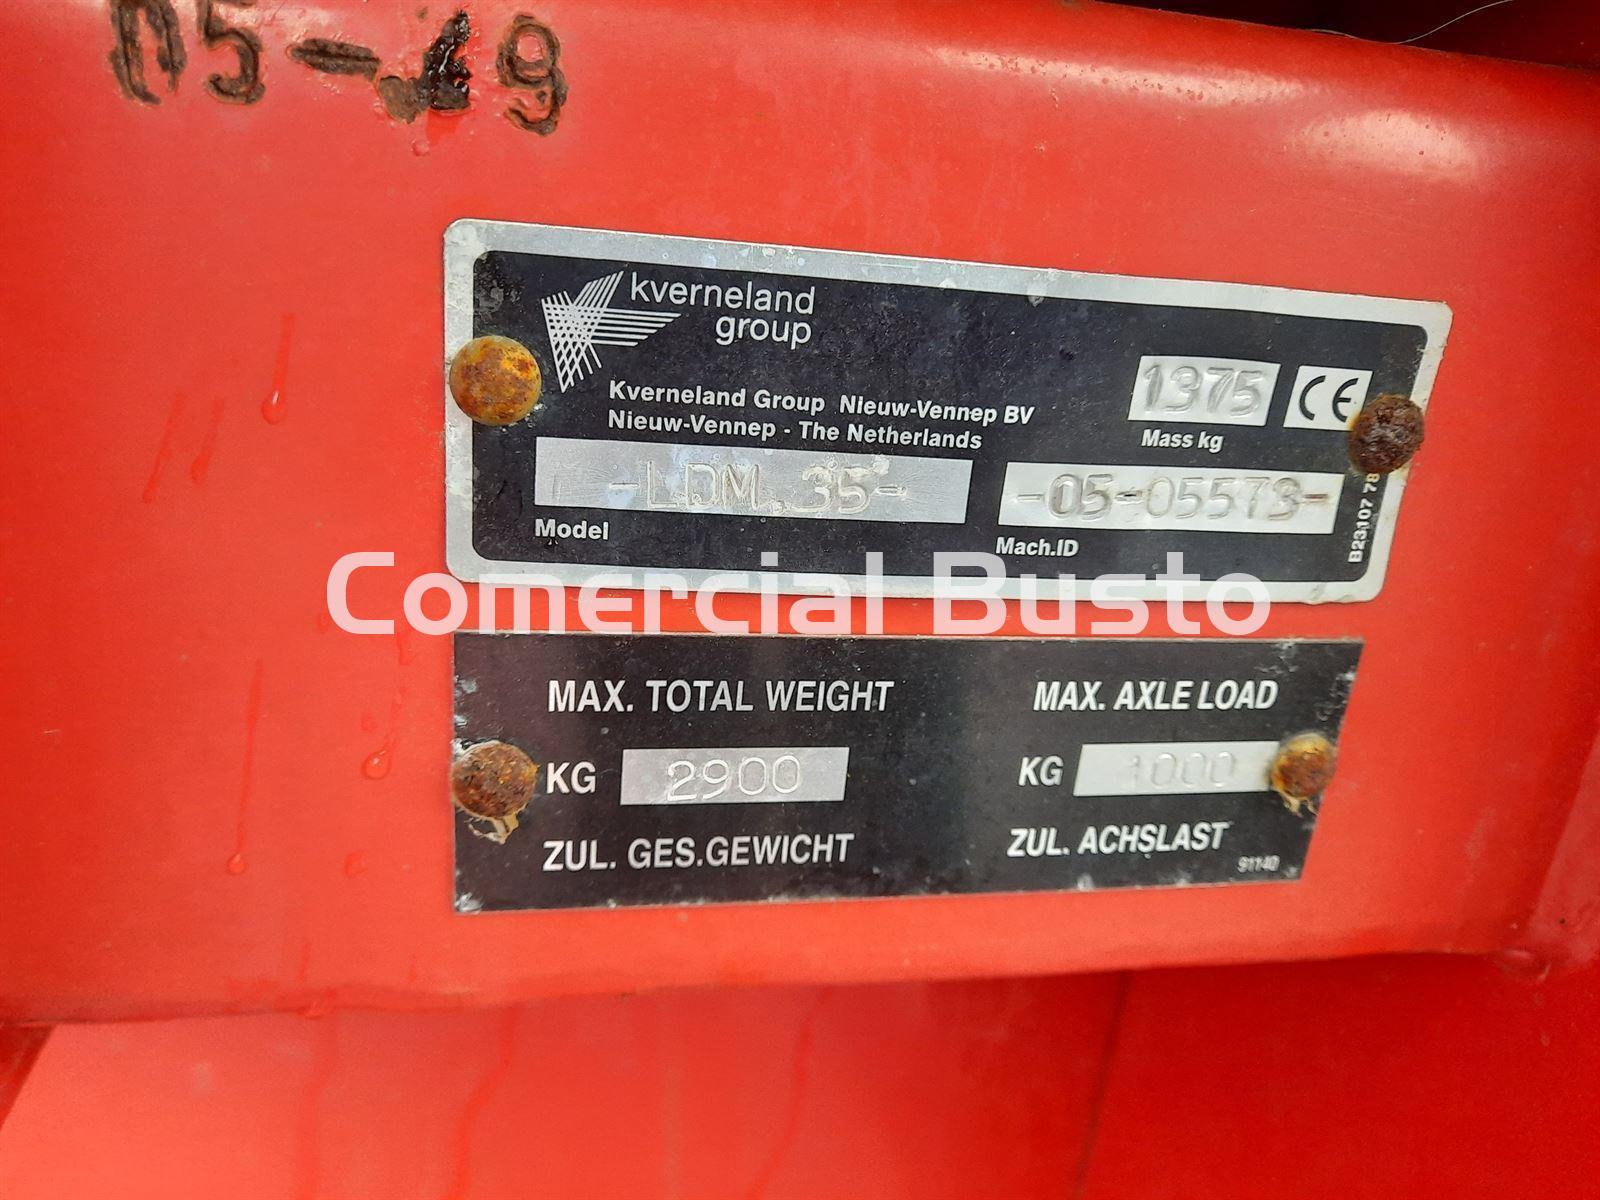 05-19
kverneland
group
Kverneland Group Nieuw-Vennep BV
Nieuw-Vennep - The Netherlands
1375 CE
Mass kg
-LDM.35-
Model
-05-05573-
Mach.ID
B23107 78
Comercial Busto
MAX. TOTAL WEIGHT
KG 2900
ZUL. GES.GEWICHT
MAX. AXLE LOAD
KG 1000
ZUL. ACHSLAST
91140